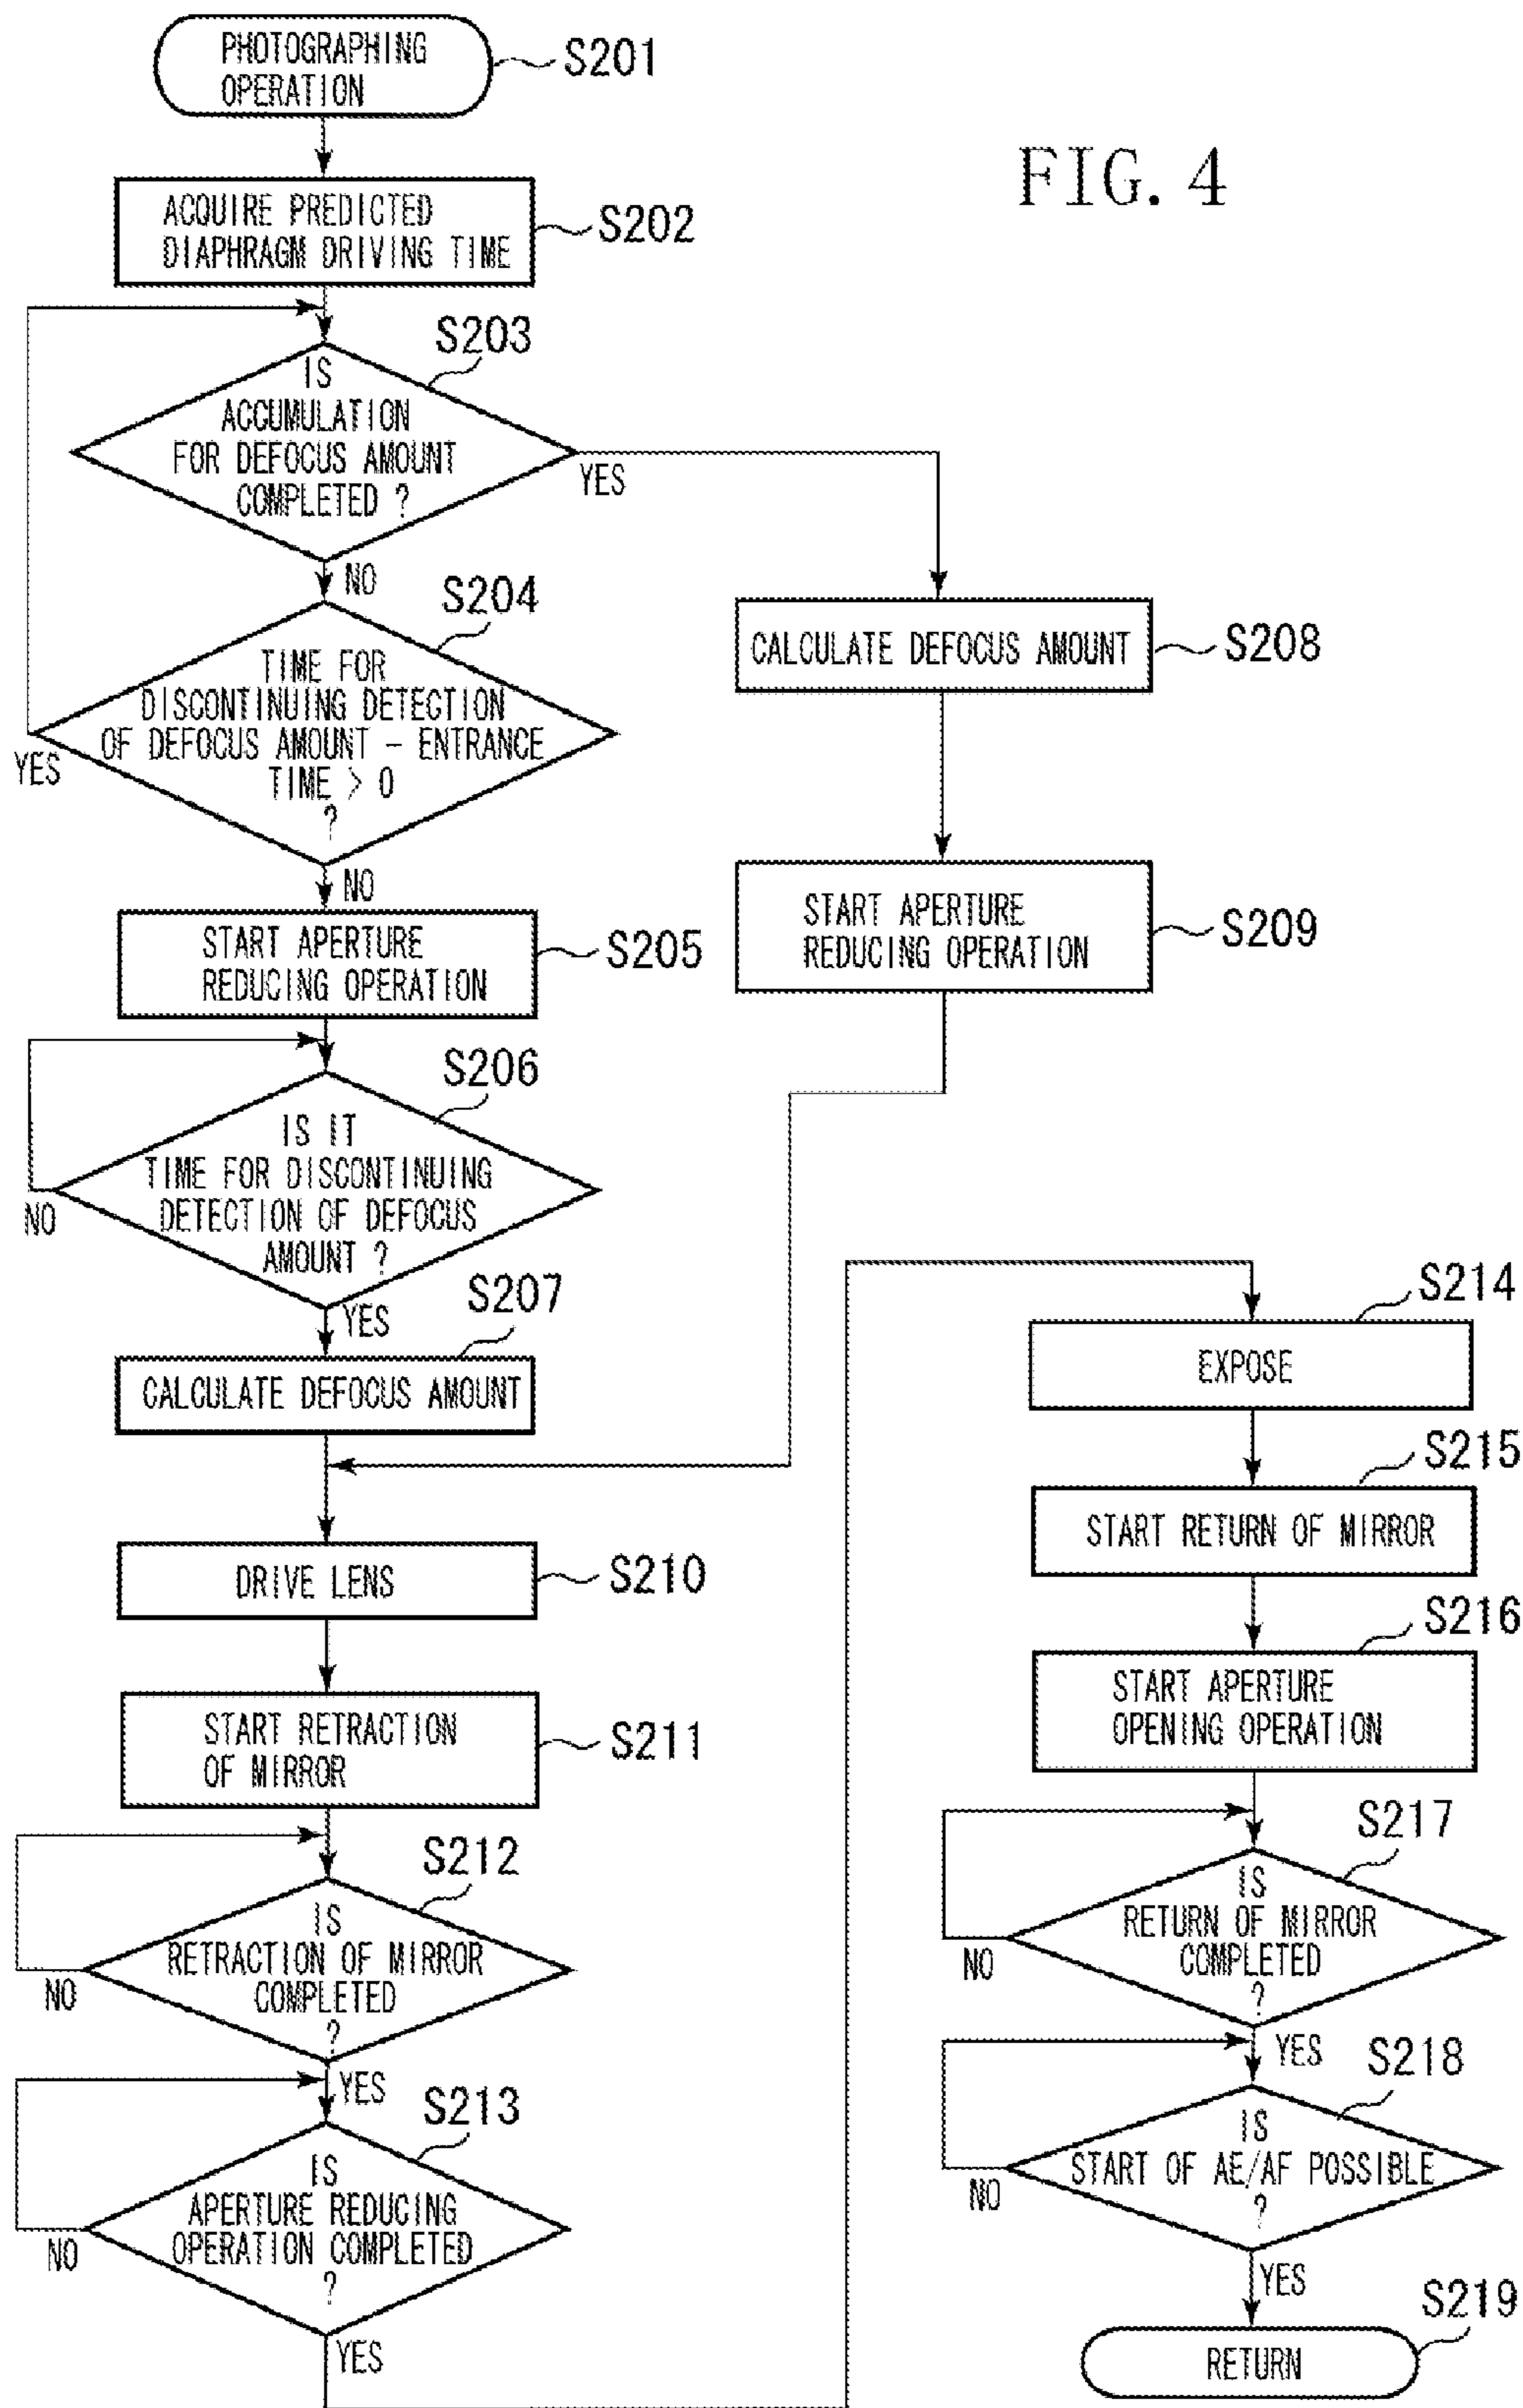 FIG. 4
PHOTOGRAPHING
OPERATION
S201
ACQUIRE PREDICTED
DIAPHRAGM DRIVING TIME
S202
S203
IS
ACCUMULATION
FOR DEFOCUS AMOUNT
COMPLETED ?
YES
NO
S204
TIME FOR
DISCONTINUING DETECTION
OF DEFOCUS AMOUNT – ENTRANCE
TIME > 0
?
YES
NO
START APERTURE
REDUCING OPERATION
S205
S206
IS IT
TIME FOR DISCONTINUING
DETECTION OF DEFOCUS
AMOUNT ?
NO
YES
S207
CALCULATE DEFOCUS AMOUNT
CALCULATE DEFOCUS AMOUNT
S208
START APERTURE
REDUCING OPERATION
S209
DRIVE LENS
S210
START RETRACTION
OF MIRROR
S211
S212
IS
RETRACTION OF MIRROR
COMPLETED
?
NO
YES
S213
IS
APERTURE REDUCING
OPERATION COMPLETED
?
NO
YES
S214
EXPOSE
S215
START RETURN OF MIRROR
S216
START APERTURE
OPENING OPERATION
S217
IS
RETURN OF MIRROR
COMPLETED
?
NO
YES
S218
IS
START OF AE/AF POSSIBLE
?
NO
YES
S219
RETURN